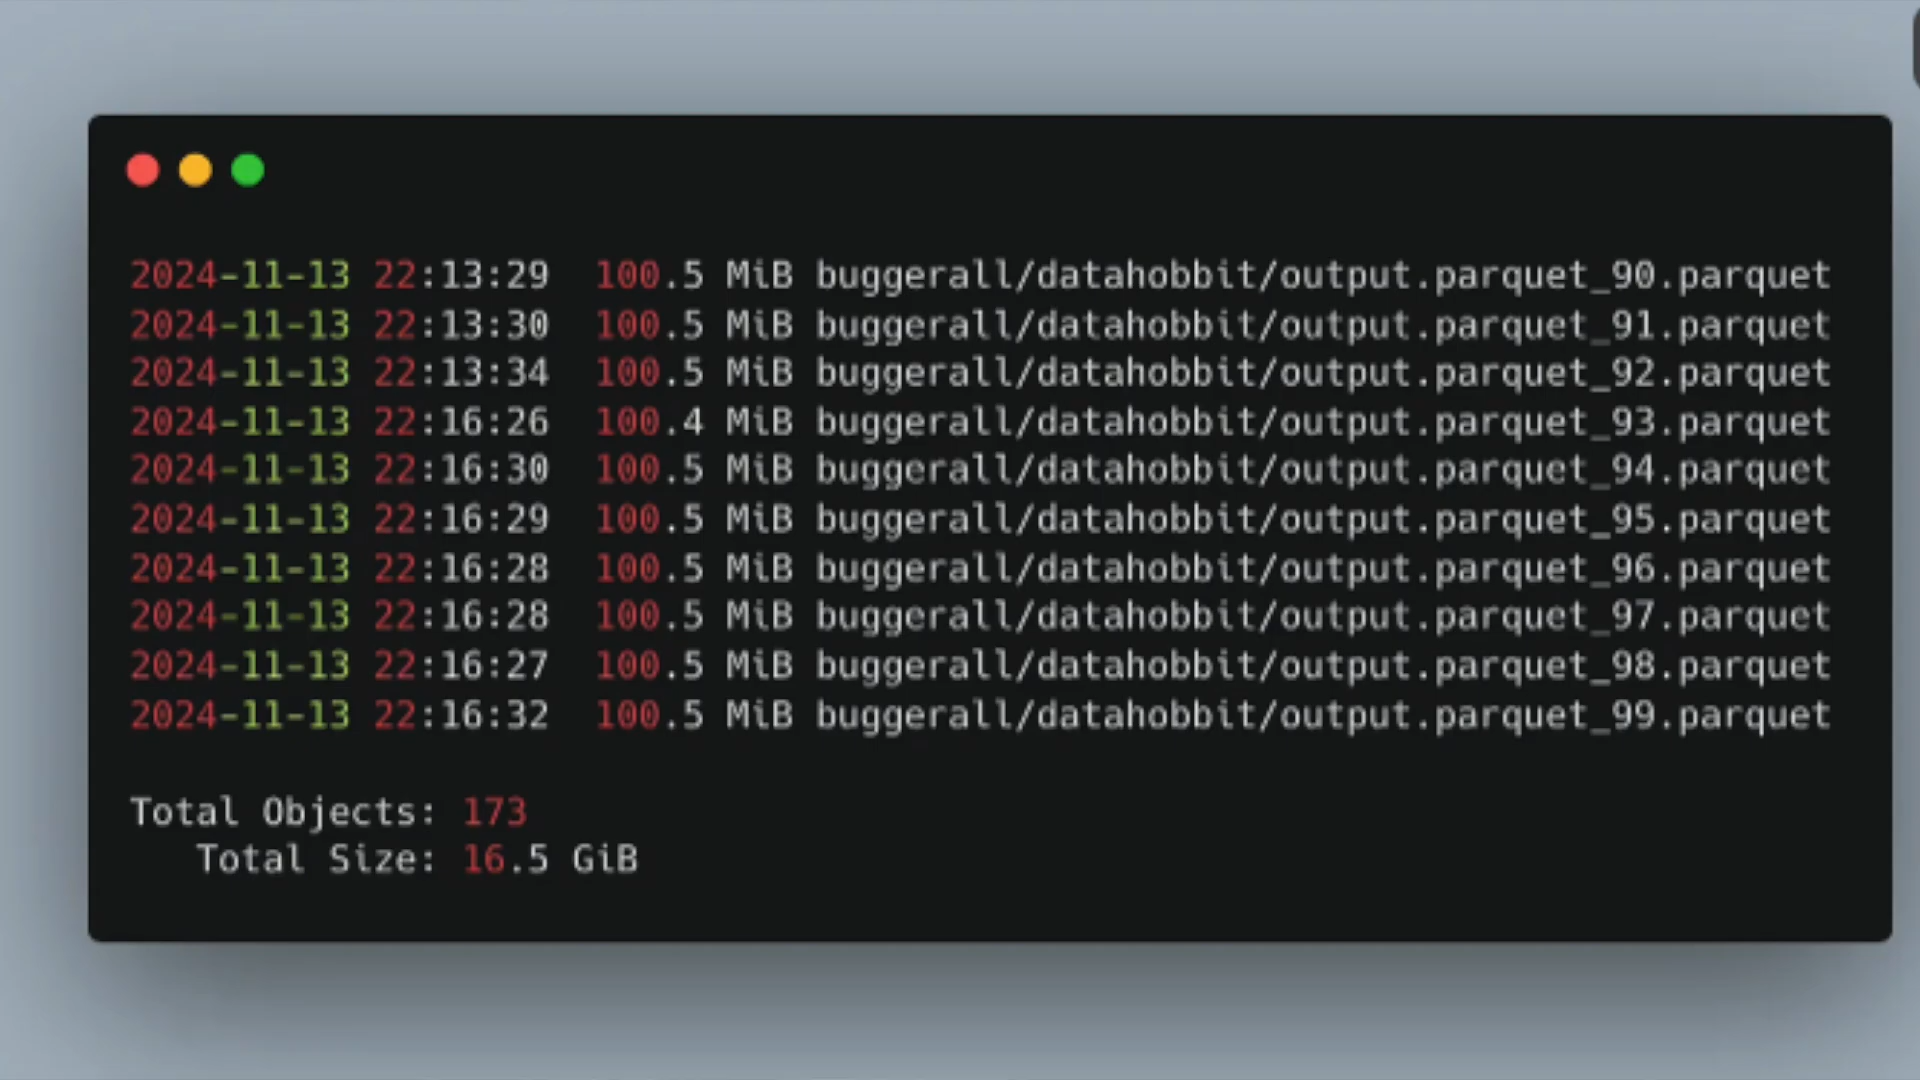 2024-11-13 22:13:29  100.5 MiB buggerall/datahobbit/output.parquet_90.parquet
2024-11-13 22:13:30  100.5 MiB buggerall/datahobbit/output.parquet_91.parquet
2024-11-13 22:13:34  100.5 MiB buggerall/datahobbit/output.parquet_92.parquet
2024-11-13 22:16:26  100.4 MiB buggerall/datahobbit/output.parquet_93.parquet
2024-11-13 22:16:30  100.5 MiB buggerall/datahobbit/output.parquet_94.parquet
2024-11-13 22:16:29  100.5 MiB buggerall/datahobbit/output.parquet_95.parquet
2024-11-13 22:16:28  100.5 MiB buggerall/datahobbit/output.parquet_96.parquet
2024-11-13 22:16:28  100.5 MiB buggerall/datahobbit/output.parquet_97.parquet
2024-11-13 22:16:27  100.5 MiB buggerall/datahobbit/output.parquet_98.parquet
2024-11-13 22:16:32  100.5 MiB buggerall/datahobbit/output.parquet_99.parquet
Total Objects: 173
Total Size: 16.5 GiB